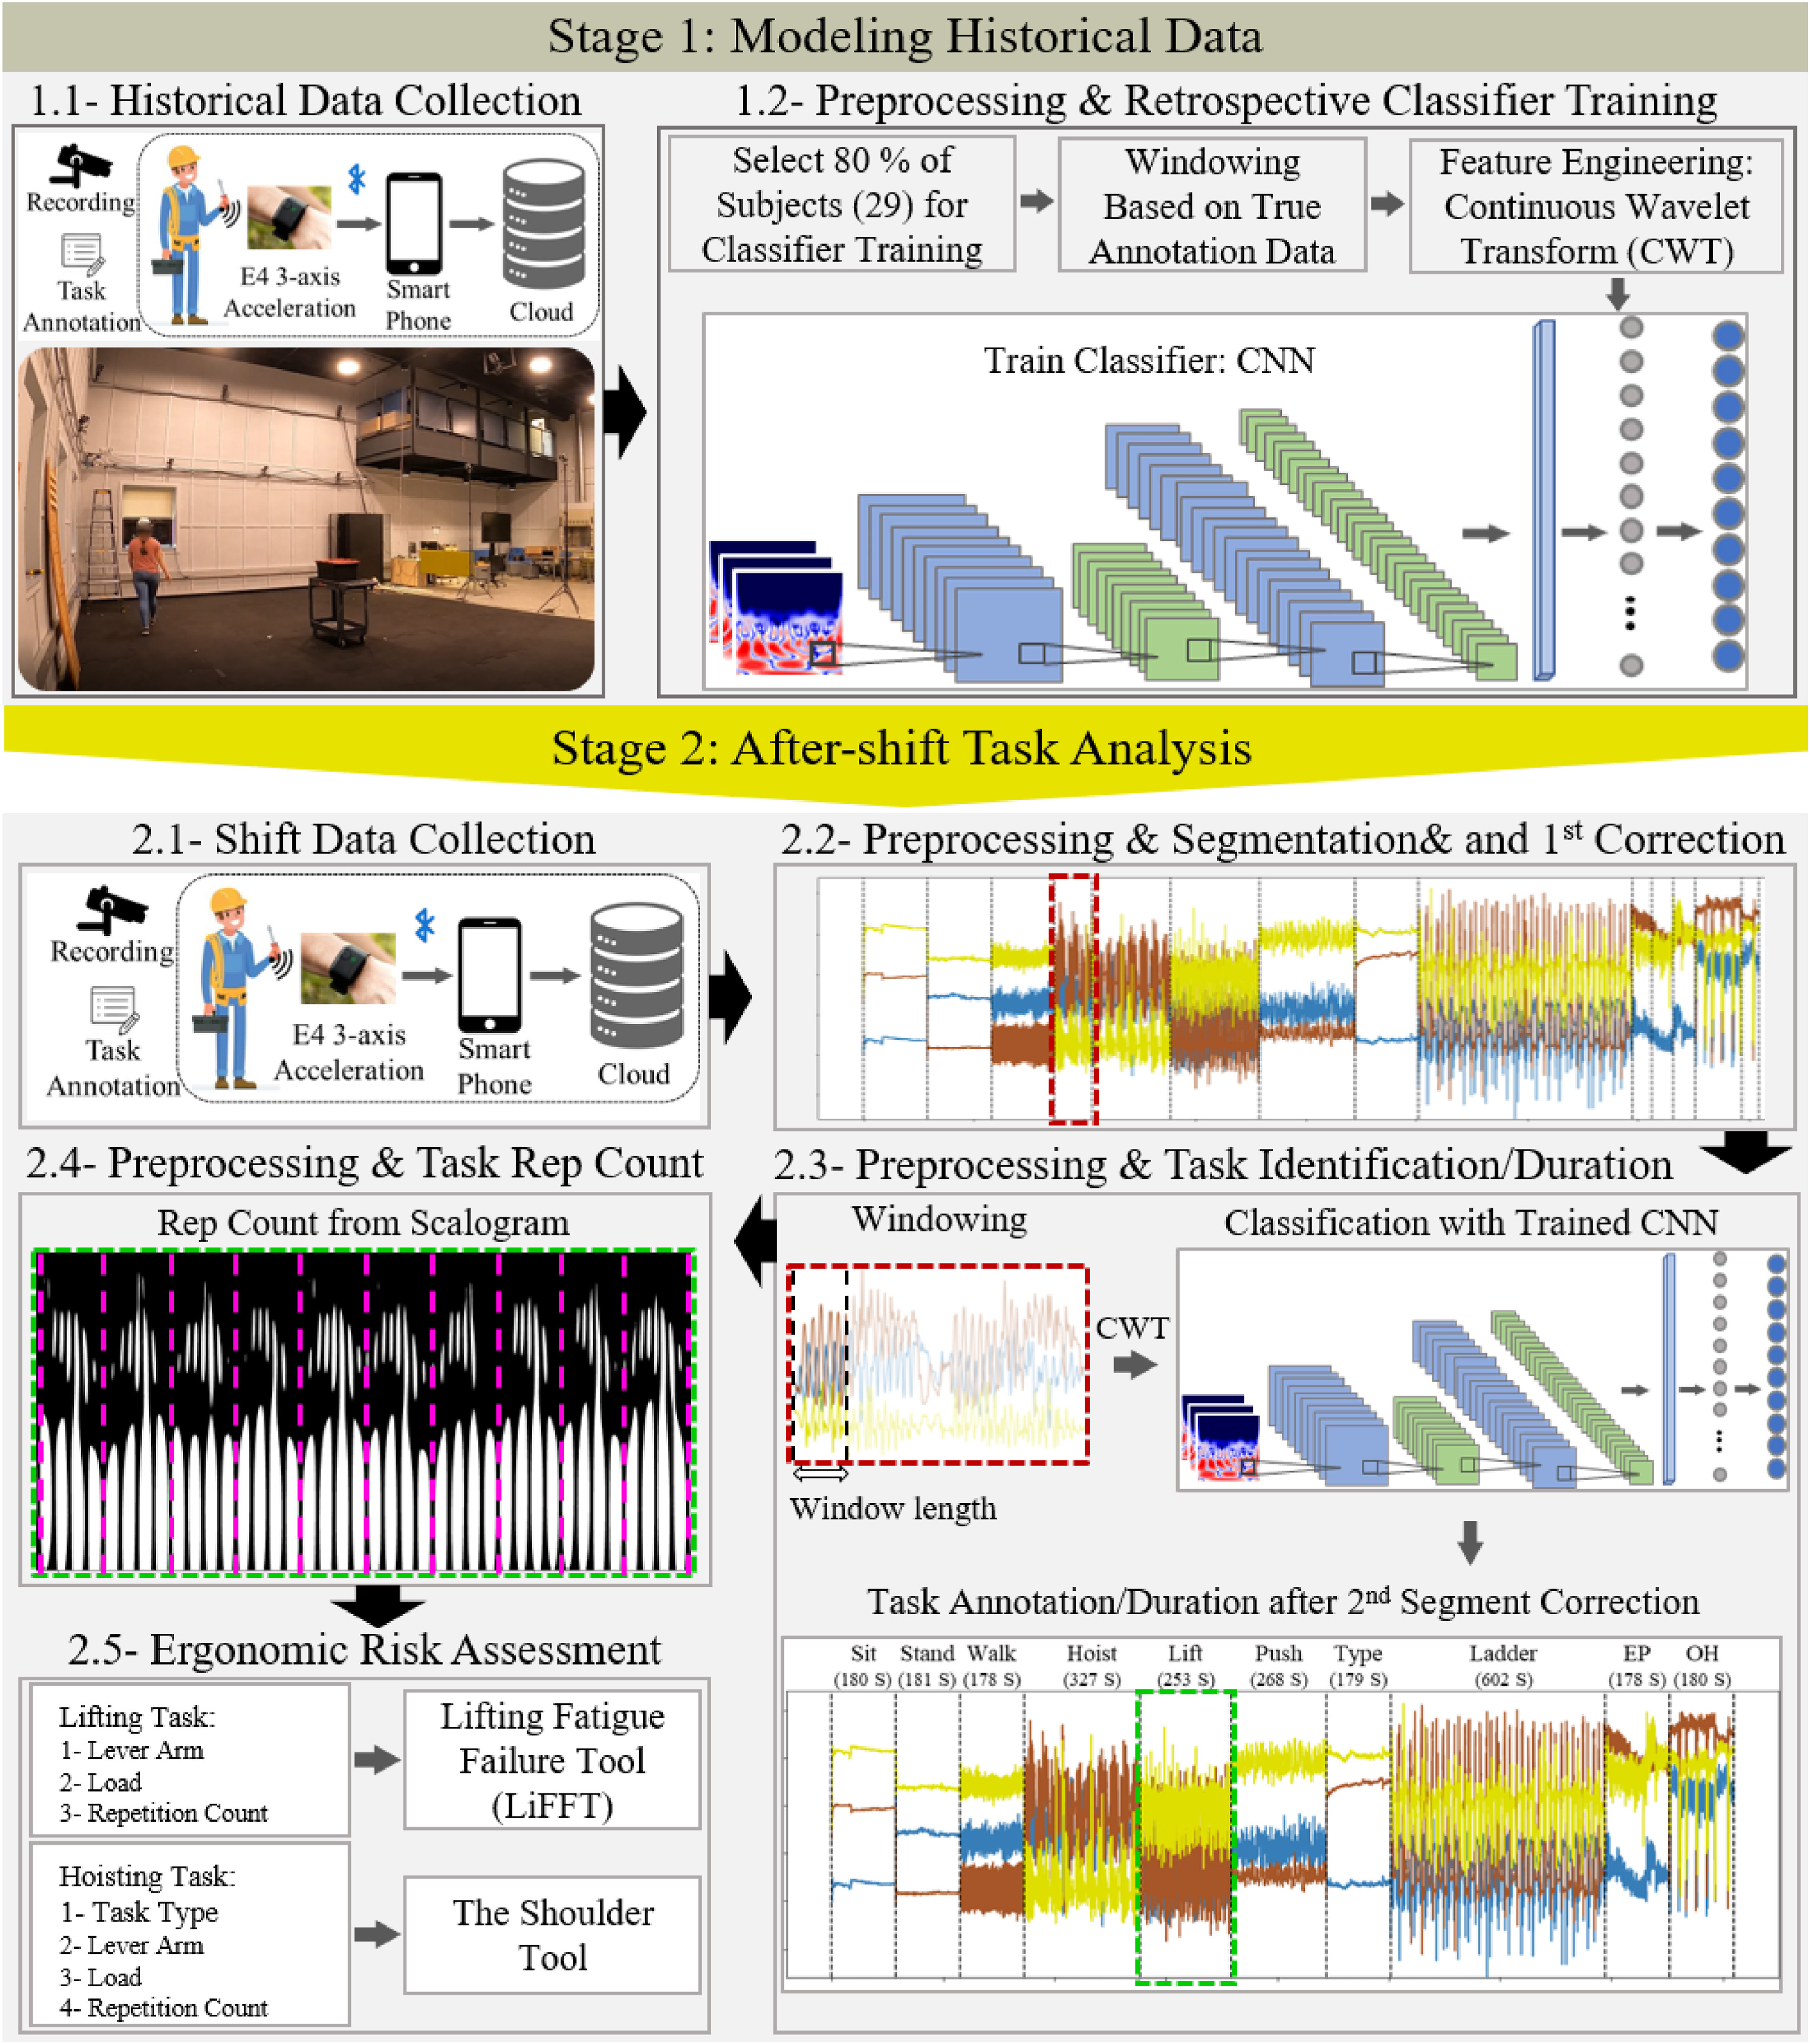 Stage 1: Modeling Historical Data
1.1- Historical Data Collection
Recording
Task
Annotation
E4 3-axis
Acceleration
Smart
Phone
Cloud
1.2- Preprocessing & Retrospective Classifier Training
Select 80 % of
Subjects (29) for
Classifier Training
Windowing
Based on True
Annotation Data
Feature Engineering:
Continuous Wavelet
Transform (CWT)
Train Classifier: CNN
Stage 2: After-shift Task Analysis
2.1- Shift Data Collection
Recording
Task
Annotation
E4 3-axis
Acceleration
Smart
Phone
Cloud
2.2- Preprocessing & Segmentation& and 1st Correction
2.3- Preprocessing & Task Identification/Duration
Windowing
Window length
CWT
Classification with Trained CNN
Task Annotation/Duration after 2nd Segment Correction
Sit Stand Walk Hoist Lift Push Type Ladder EP OH
(180 S) (181 S) (178 S) (327 S) (253 S) (268 S) (179 S) (602 S) (178 S) (180 S)
2.4- Preprocessing & Task Rep Count
Rep Count from Scalogram
2.5- Ergonomic Risk Assessment
Lifting Task:
1- Lever Arm
2- Load
3- Repetition Count
Lifting Fatigue
Failure Tool
(LiFFT)
Hoisting Task:
1- Task Type
2- Lever Arm
3- Load
4- Repetition Count
The Shoulder
Tool